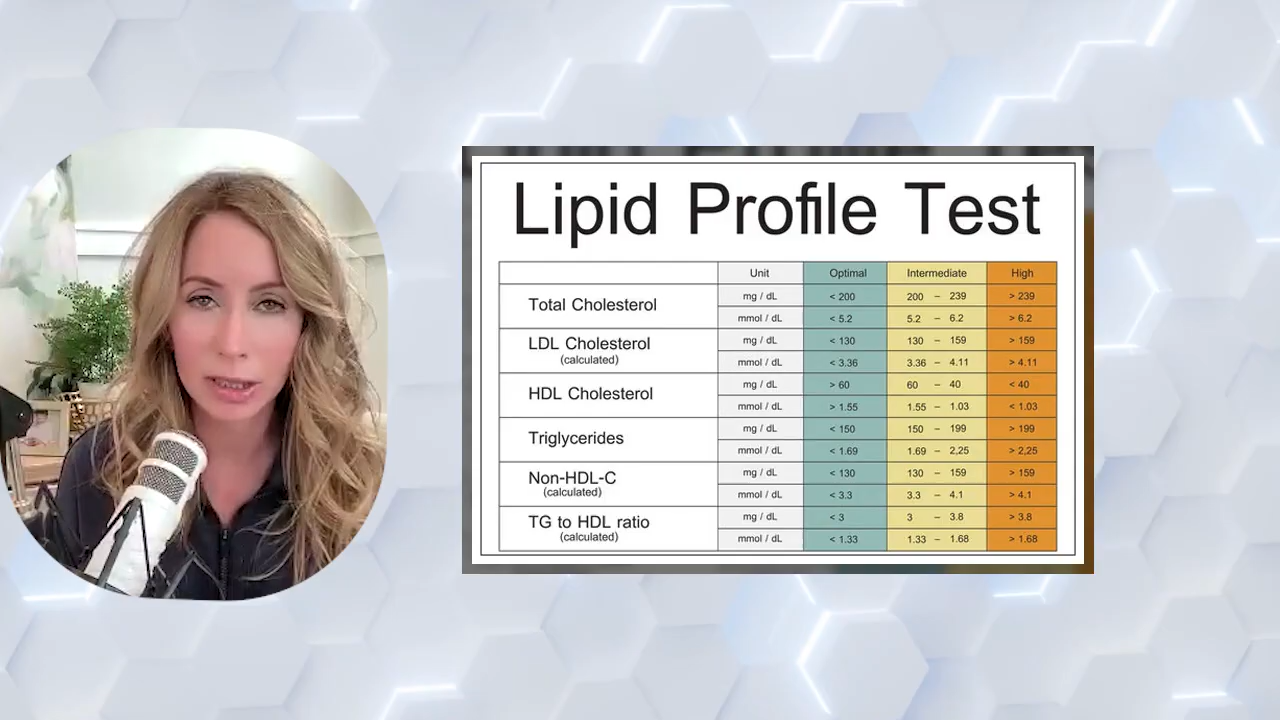 Lipid Profile Test
Unit Optimal Intermediate High
Total Cholesterol
mg / dL < 200 200 – 239 > 239
mmol / dL < 5.2 5.2 – 6.2 > 6.2
LDL Cholesterol
(calculated)
mg / dL < 130 130 – 159 > 159
mmol / dL < 3.36 3.36 – 4.11 > 4.11
HDL Cholesterol
mg / dL > 60 60 – 40 < 40
mmol / dL > 1.55 1.55 – 1.03 < 1.03
Triglycerides
mg / dL < 150 150 – 199 > 199
mmol / dL < 1.69 1.69 – 2,25 > 2,25
Non-HDL-C
(calculated)
mg / dL < 130 130 – 159 > 159
mmol / dL < 3.3 3.3 – 4.1 > 4.1
TG to HDL ratio
(calculated)
mg / dL < 3 3 – 3.8 > 3.8
mmol / dL < 1.33 1.33 – 1.68 > 1.68